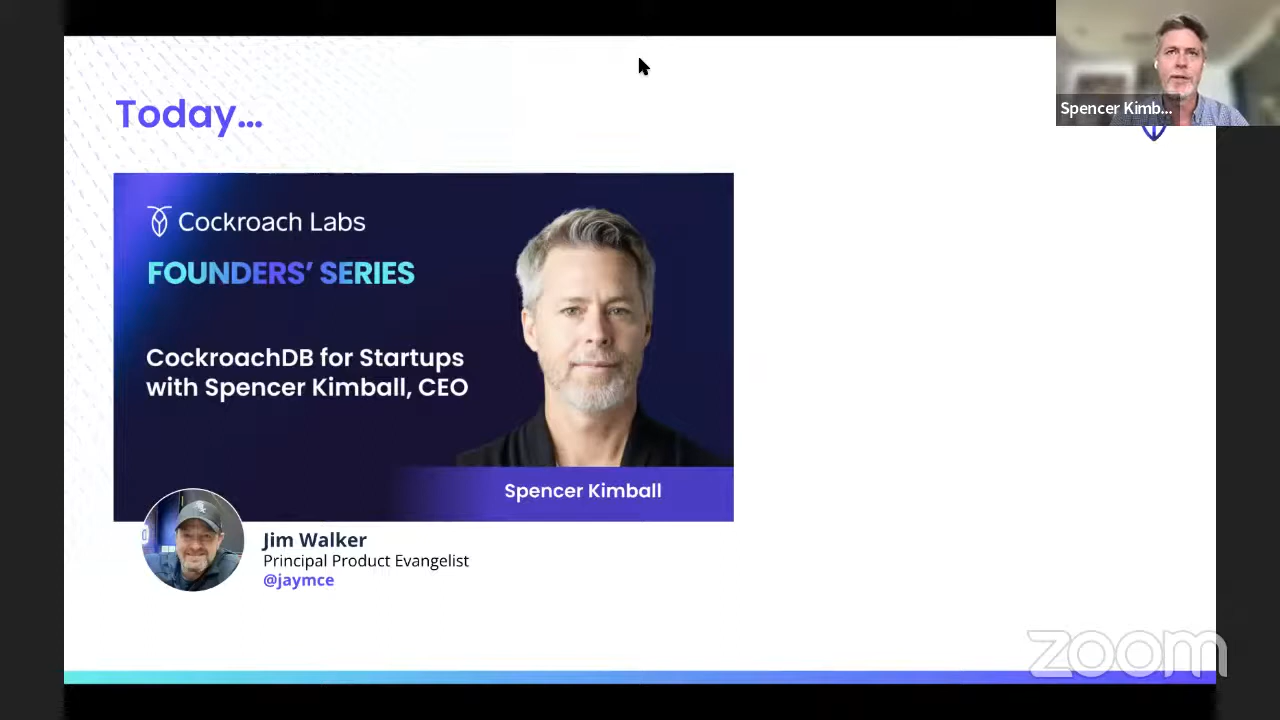 Today...
Spencer Kimb...
Cockroach Labs
FOUNDERS' SERIES
CockroachDB for Startups
with Spencer Kimball, CEO
Spencer Kimball
Jim Walker
Principal Product Evangelist
@jaymce
zoom